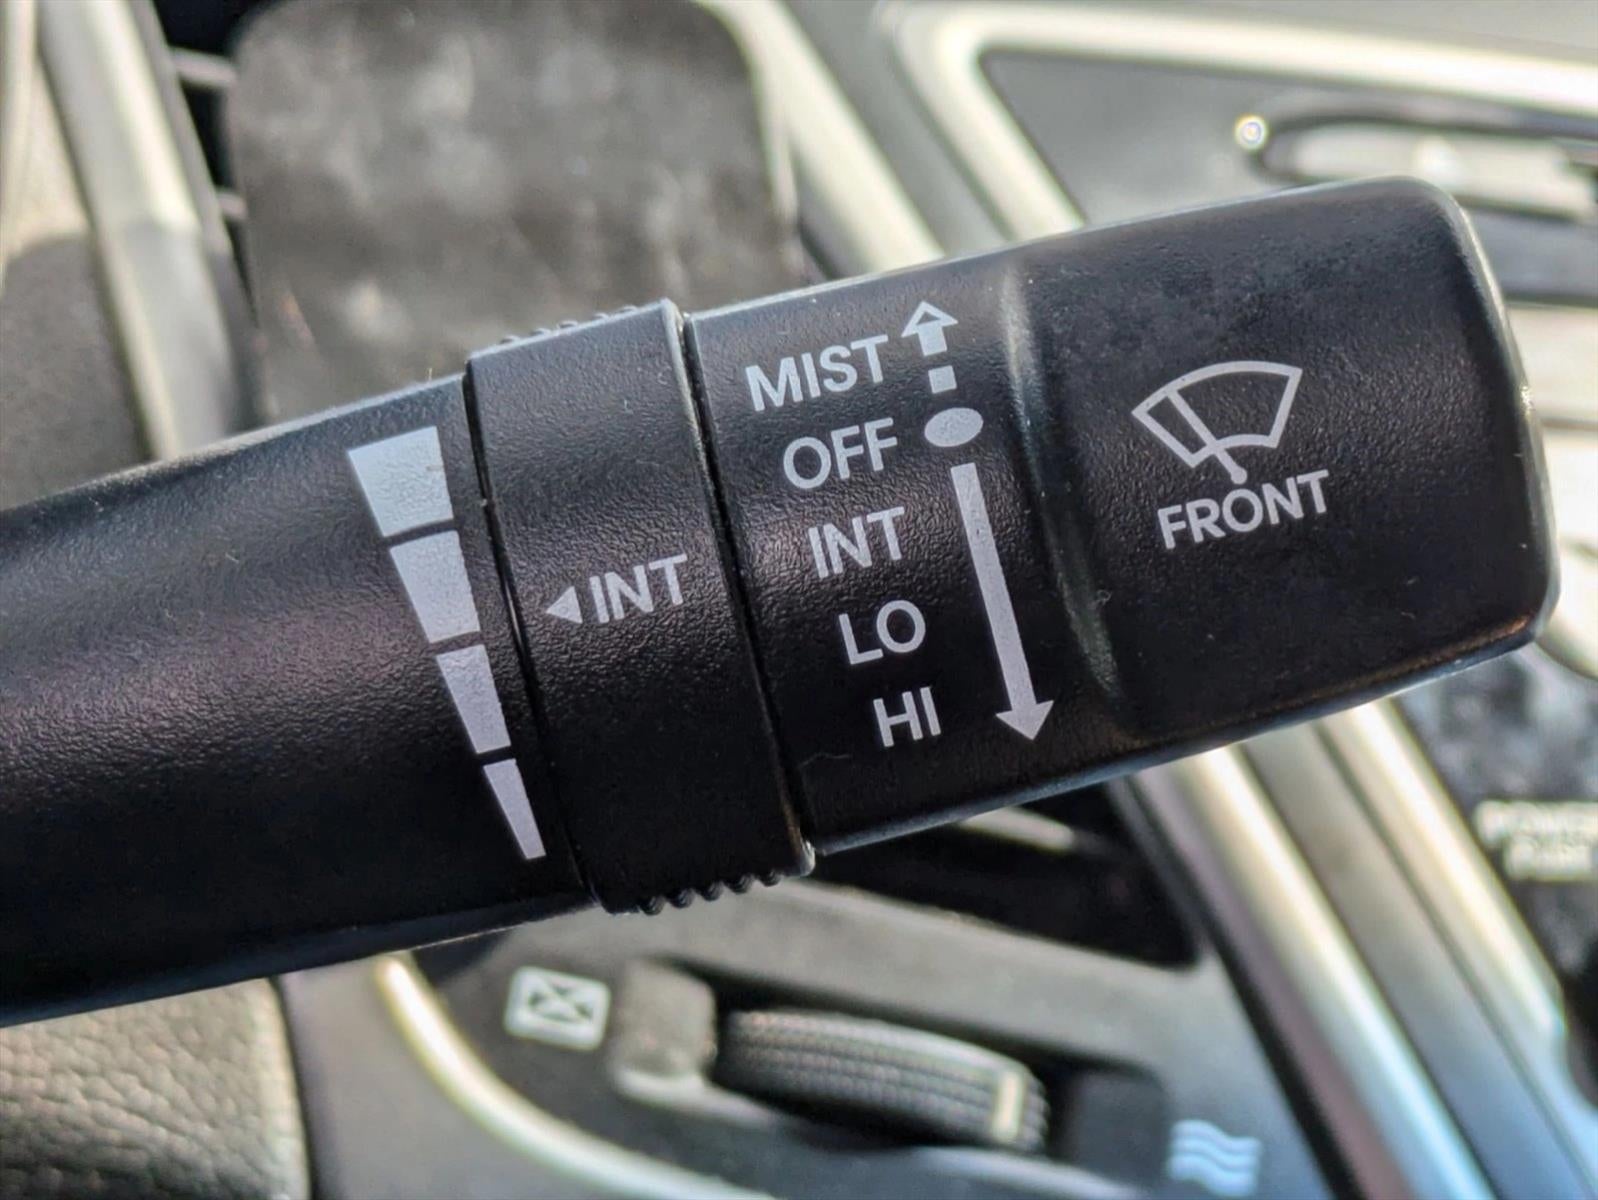 MIST
OFF
INT
LO
HI
INT
FRONT